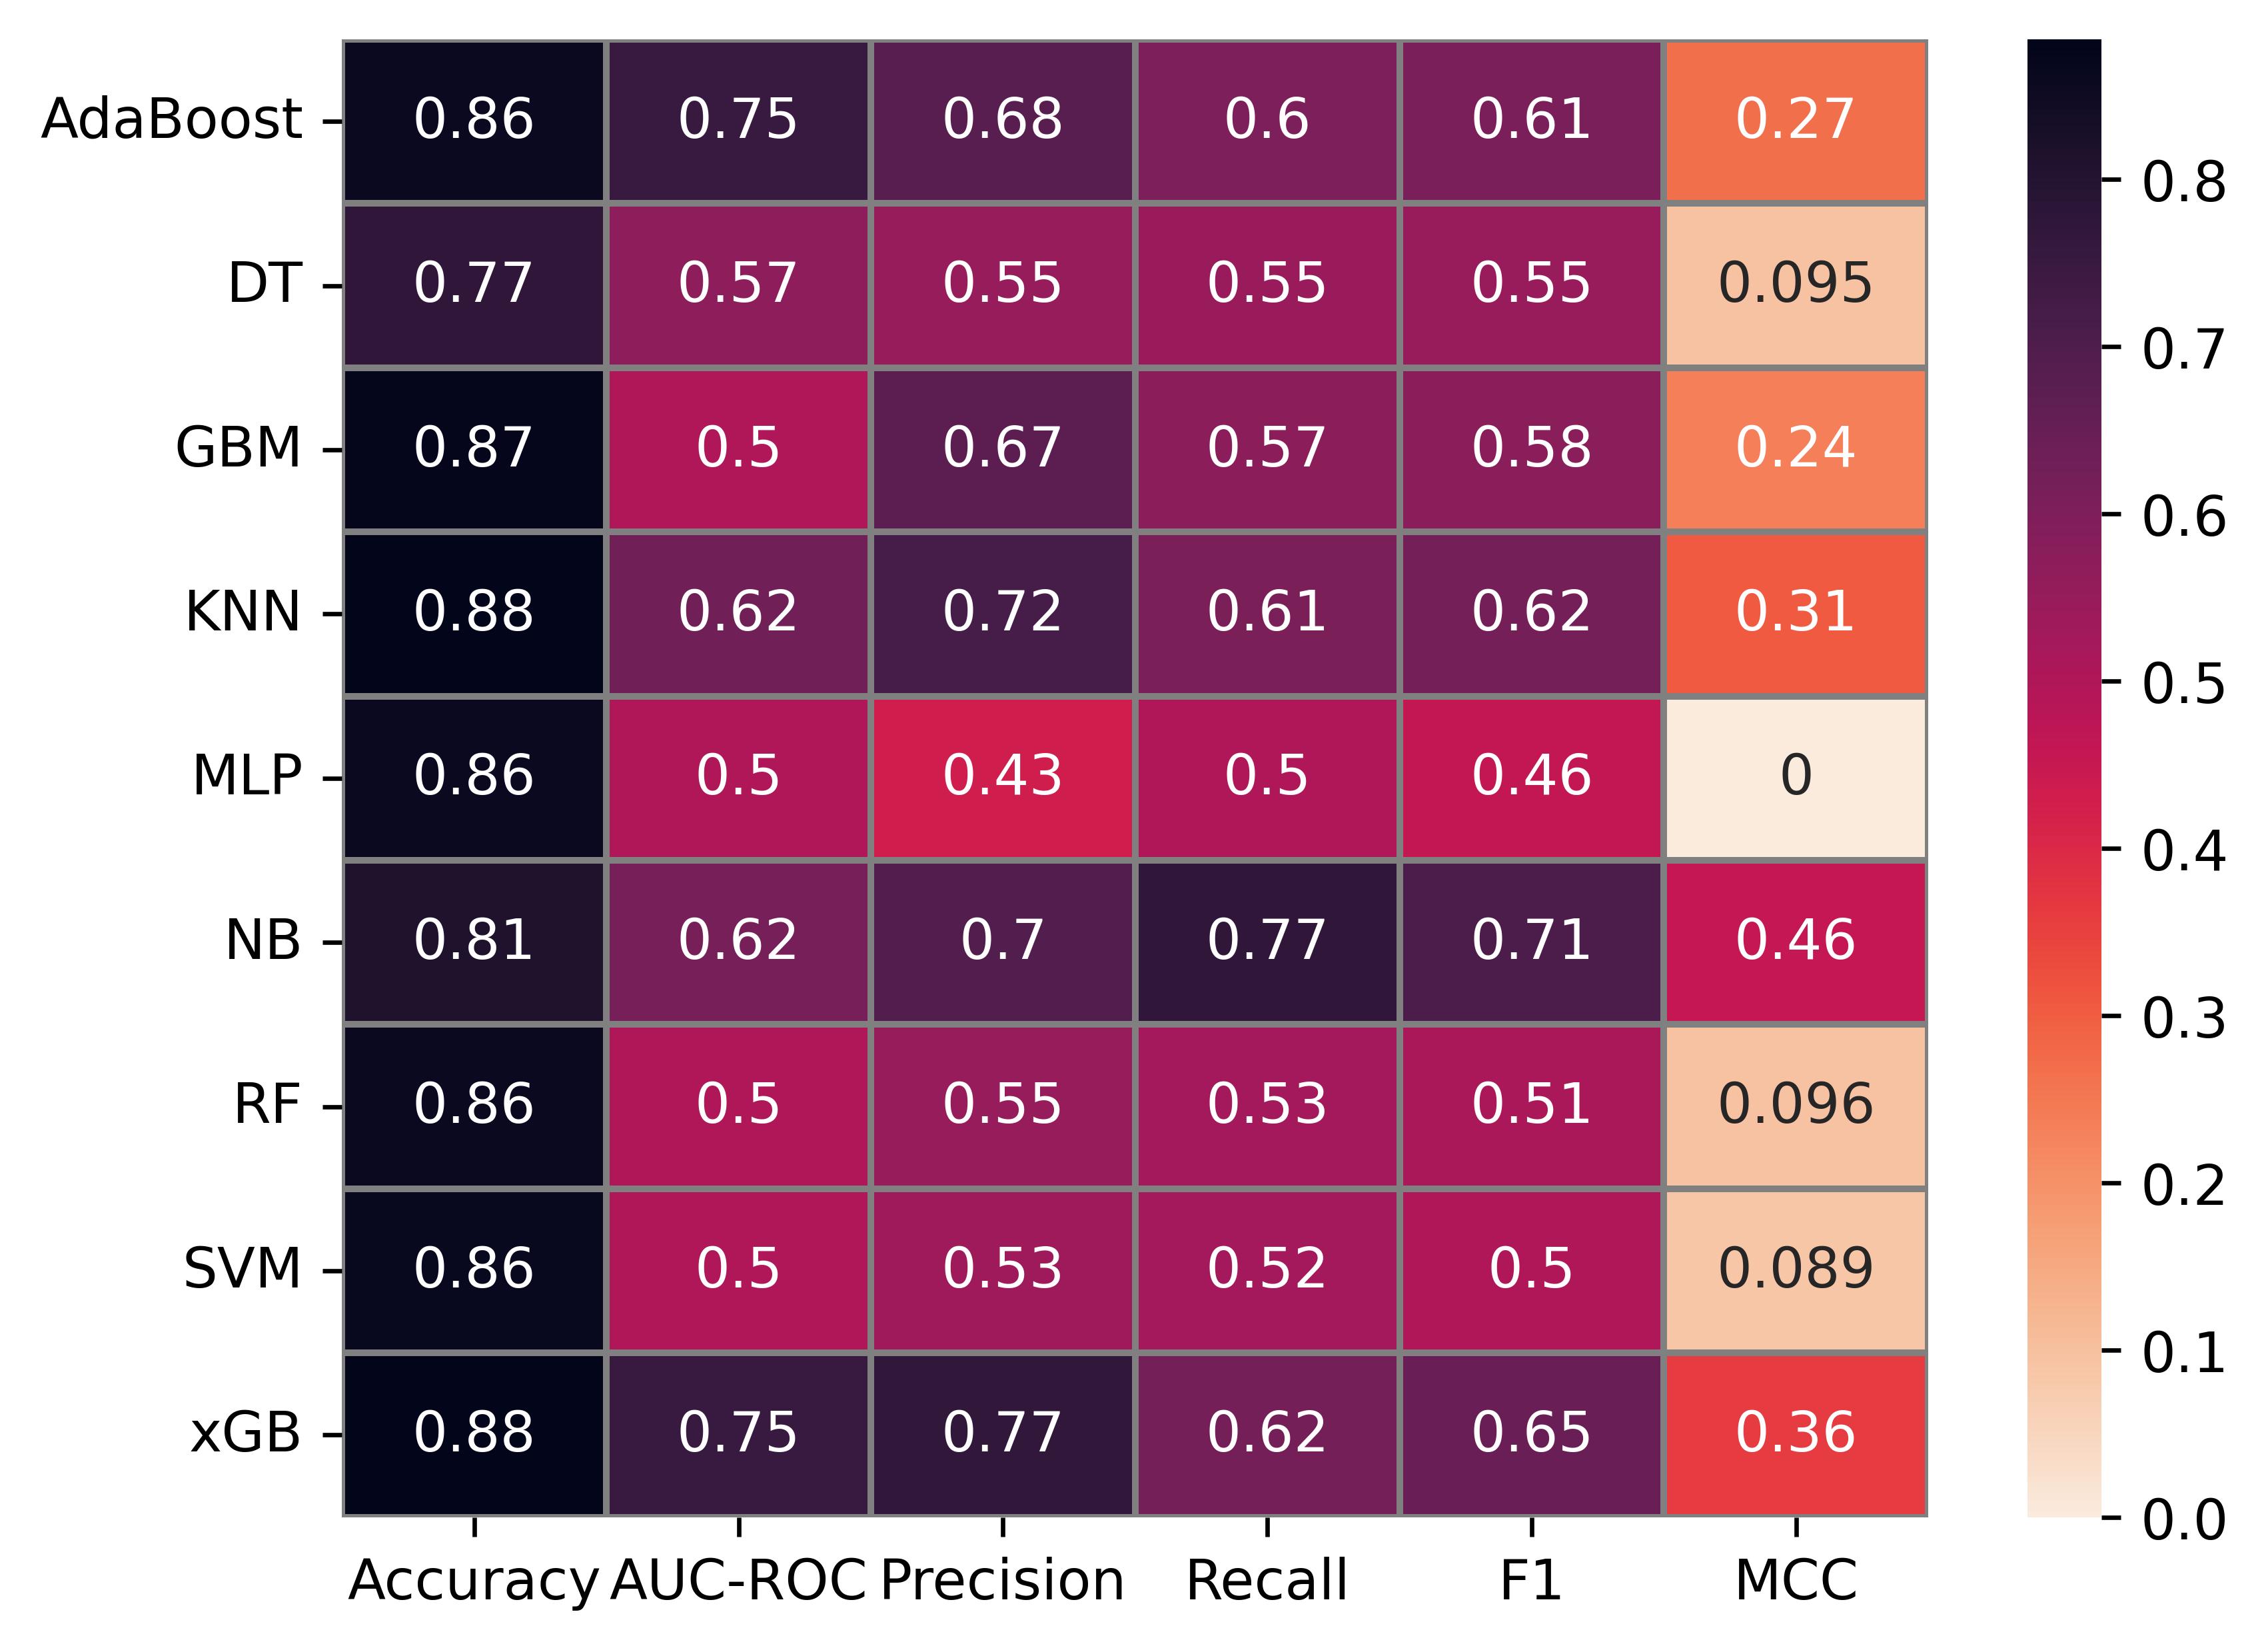 AdaBoost 0.86 0.75 0.68 0.6 0.61 0.27
DT 0.77 0.57 0.55 0.55 0.55 0.095
GBM 0.87 0.5 0.67 0.57 0.58 0.24
KNN 0.88 0.62 0.72 0.61 0.62 0.31
MLP 0.86 0.5 0.43 0.5 0.46 0
NB 0.81 0.62 0.7 0.77 0.71 0.46
RF 0.86 0.5 0.55 0.53 0.51 0.096
SVM 0.86 0.5 0.53 0.52 0.5 0.089
xGB 0.88 0.75 0.77 0.62 0.65 0.36
Accuracy AUC-ROC Precision Recall F1 MCC
0.8
0.7
0.6
0.5
0.4
0.3
0.2
0.1
0.0